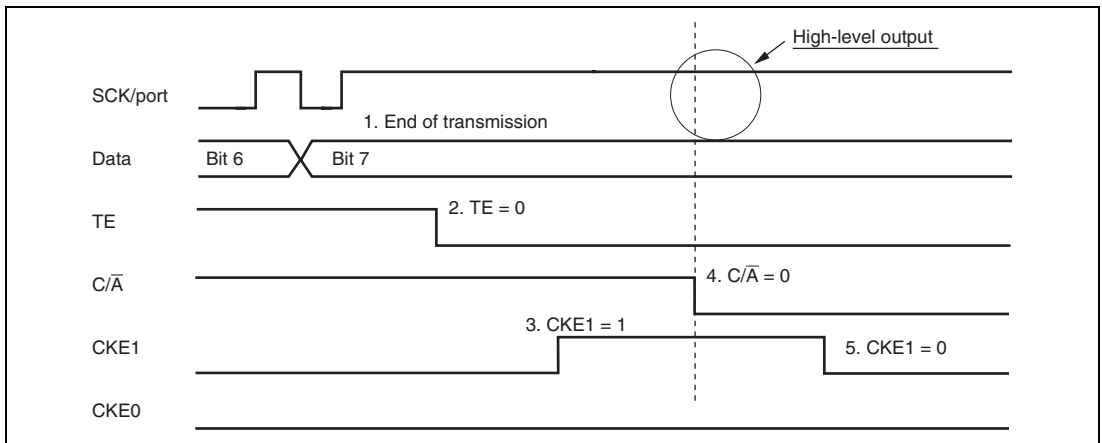 High-level output
SCK/port
1. End of transmission
Data Bit 6 Bit 7
TE 2. TE = 0
C/A̅ 4. C/A̅ = 0
3. CKE1 = 1
CKE1 5. CKE1 = 0
CKE0